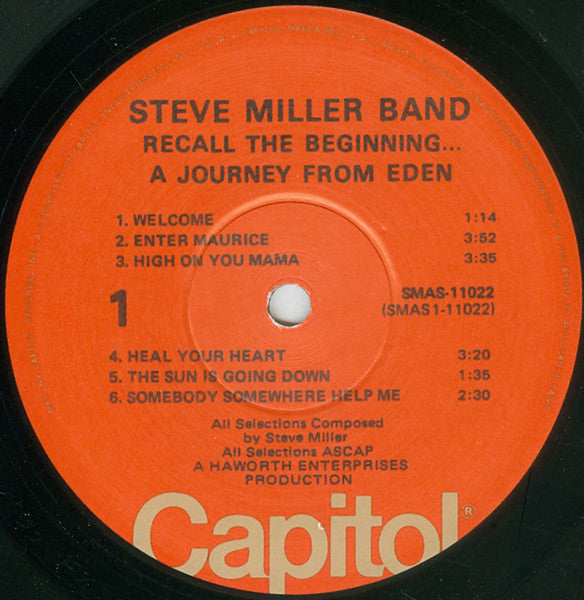 STEVE MILLER BAND
RECALL THE BEGINNING...
A JOURNEY FROM EDEN
1. WELCOME 1:14
2. ENTER MAURICE 3:52
3. HIGH ON YOU MAMA 3:35
1
SMAS-11022
(SMAS1-11022)
4. HEAL YOUR HEART 3:20
5. THE SUN IS GOING DOWN 1:35
6. SOMEBODY SOMEWHERE HELP ME 2:30
All Selections Composed
by Steve Miller
All Selections ASCAP
A HAWORTH ENTERPRISES
PRODUCTION
Capitol®